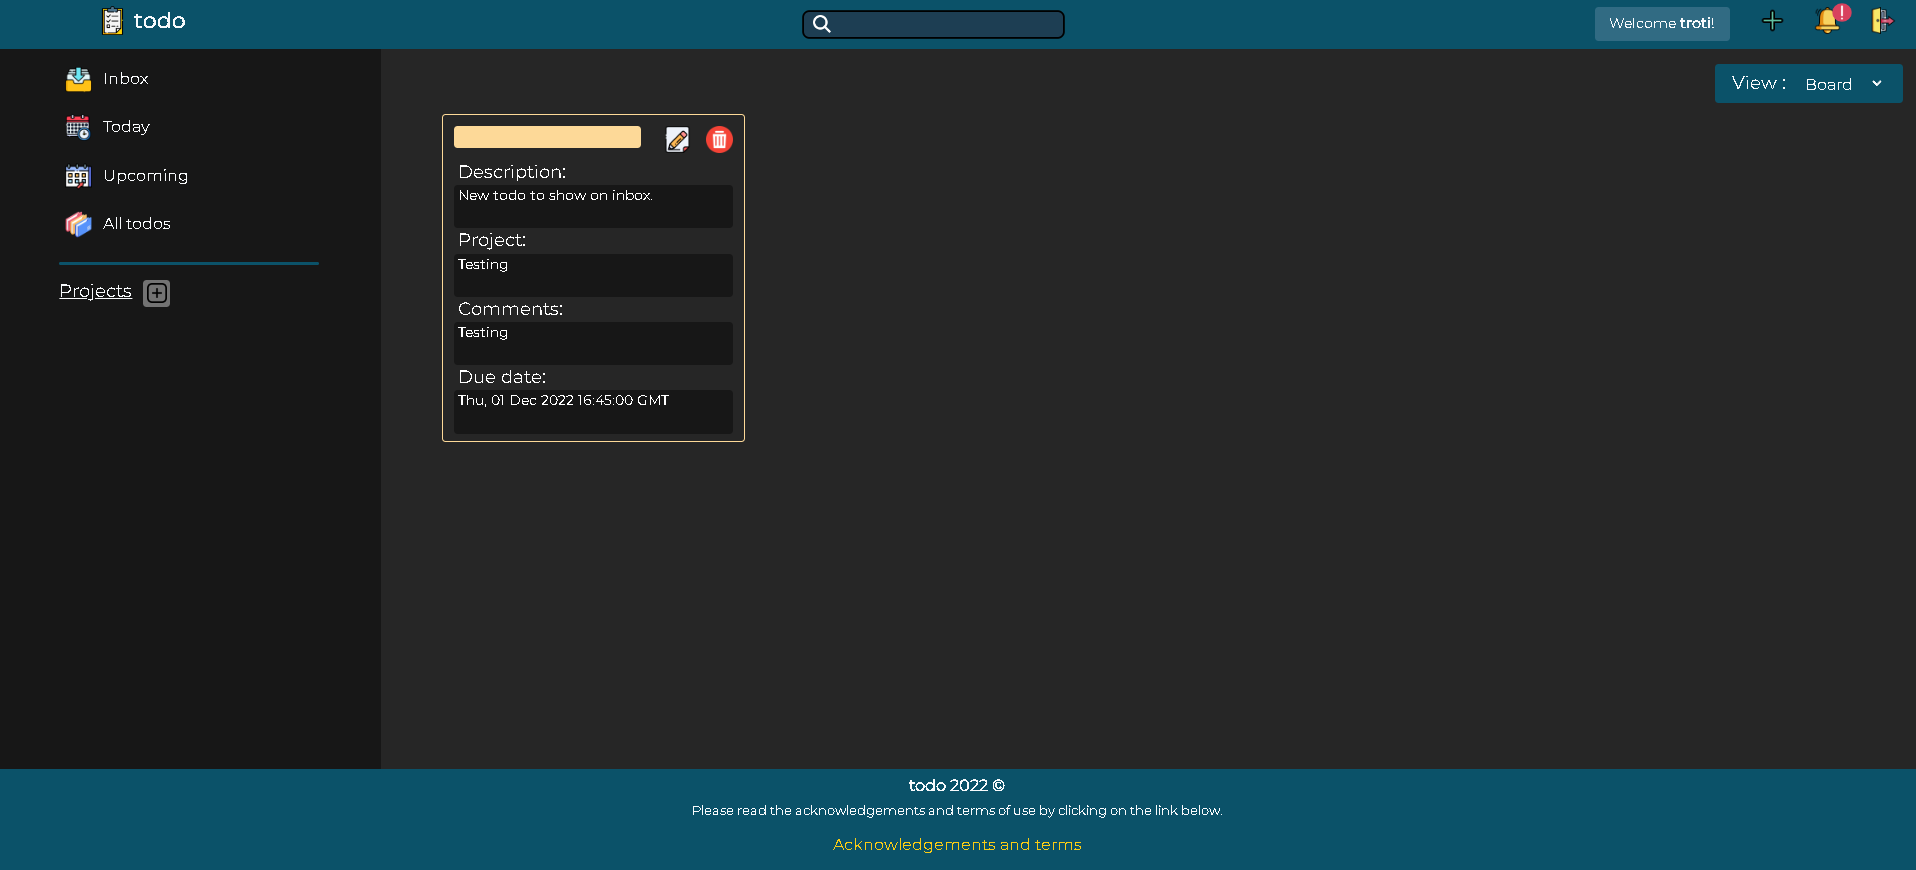 todo
Welcome troti!
Inbox
Today
Upcoming
All todos
Projects
View : Board
Description:
New todo to show on inbox.
Project:
Testing
Comments:
Testing
Due date:
Thu, 01 Dec 2022 16:45:00 GMT
todo 2022 ©
Please read the acknowledgements and terms of use by clicking on the link below.
Acknowledgements and terms